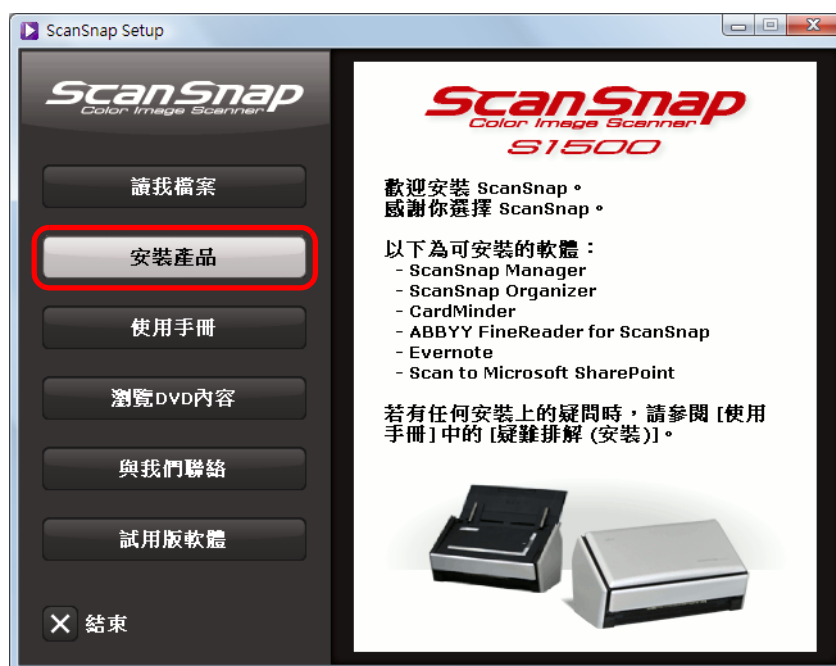 ScanSnap Setup
ScanSnap
Color Image Scanner
讀我檔案
安裝產品
使用手冊
瀏覽DVD內容
與我們聯絡
試用版軟體
結束
ScanSnap
Color Image Scanner
S1500
歡迎安裝 ScanSnap。
感謝你選擇 ScanSnap。
以下為可安裝的軟體：
- ScanSnap Manager
- ScanSnap Organizer
- CardMinder
- ABBYY FineReader for ScanSnap
- Evernote
- Scan to Microsoft SharePoint
若有任何安裝上的疑問時，請參閱 [使用
手冊] 中的 [疑難排解 (安裝)]。